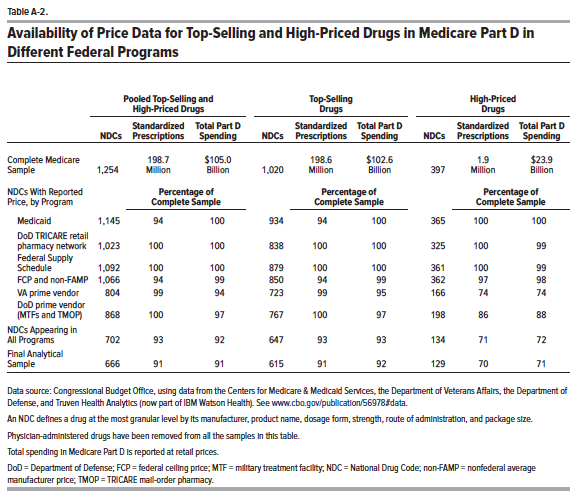 Table A-2.
Availability of Price Data for Top-Selling and High-Priced Drugs in Medicare Part D in
Different Federal Programs
Pooled Top-Selling and High-Priced Drugs Top-Selling Drugs High-Priced Drugs
NDCs Standardized Prescriptions Total Part D Spending NDCs Standardized Prescriptions Total Part D Spending NDCs Standardized Prescriptions Total Part D Spending
Complete Medicare Sample 1,254 198.7 Million $105.0 Billion 1,020 198.6 Million $102.6 Billion 397 1.9 Million $23.9 Billion
NDCs With Reported Price, by Program Percentage of Complete Sample Percentage of Complete Sample Percentage of Complete Sample
Medicaid 1,145 94 100 934 94 100 365 100 100
DoD TRICARE retail pharmacy network 1,023 100 100 838 100 100 325 100 99
Federal Supply Schedule 1,092 100 100 879 100 100 361 100 99
FCP and non-FAMP 1,066 94 99 850 94 99 362 97 98
VA prime vendor 804 99 94 723 99 95 166 74 74
DoD prime vendor (MTFs and TMOP) 868 100 97 767 100 97 198 86 88
NDCs Appearing in All Programs 702 93 92 647 93 93 134 71 72
Final Analytical Sample 666 91 91 615 91 92 129 70 71
Data source: Congressional Budget Office, using data from the Centers for Medicare & Medicaid Services, the Department of Veterans Affairs, the Department of
Defense, and Truven Health Analytics (now part of IBM Watson Health). See www.cbo.gov/publication/56978#data.
An NDC defines a drug at the most granular level by its manufacturer, product name, dosage form, strength, route of administration, and package size.
Physician-administered drugs have been removed from all the samples in this table.
Total spending in Medicare Part D is reported at retail prices.
DoD = Department of Defense; FCP = federal ceiling price; MTF = military treatment facility; NDC = National Drug Code; non-FAMP = nonfederal average
manufacturer price; TMOP = TRICARE mail-order pharmacy.